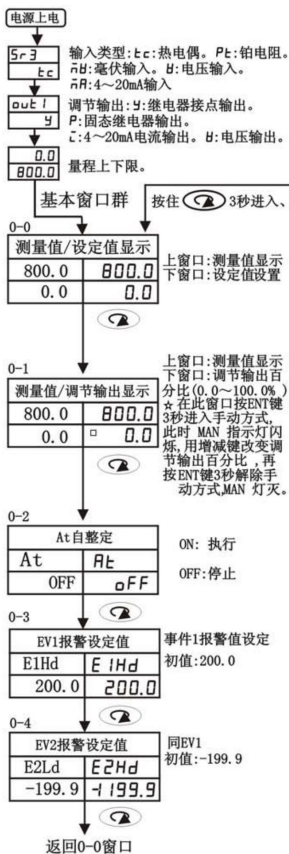 电源上电
5r3
tc
输入类型:tc:热电偶。Pt:铂电阻。
ñH:毫伏输入。H:电压输入。
ñA:4～20mA输入
out1
y
调节输出:y:继电器接点输出。
P:固态继电器输出。
C̄:4～20mA电流输出。H:电压输出。
0.0
800.0
量程上下限。
基本窗口群
按住 3秒进入、
0-0
测量值/设定值显示
800.0 800.0
0.0 0.0
上窗口:测量值显示
下窗口:设定值设置
0-1
测量值/调节输出显示
800.0 800.0
0.0 0.0
上窗口:测量值显示
下窗口:调节输出百
分比(0.0～100.0%)
☆在此窗口按ENT键
3秒进入手动方式,
此时 MAN 指示灯闪
烁,用增减键改变调
节输出百分比 ,再
按ENT键3秒解除手
动方式,MAN 灯灭。
0-2
At自整定
At At
OFF oFF
ON: 执行
OFF:停止
0-3
EV1报警设定值
E1Hd E1Hd
200.0 200.0
事件1报警值设定
初值:200.0
0-4
EV2报警设定值
E2Ld E2Hd
-199.9 -1199.9
同EV1
初值:-199.9
返回0-0窗口